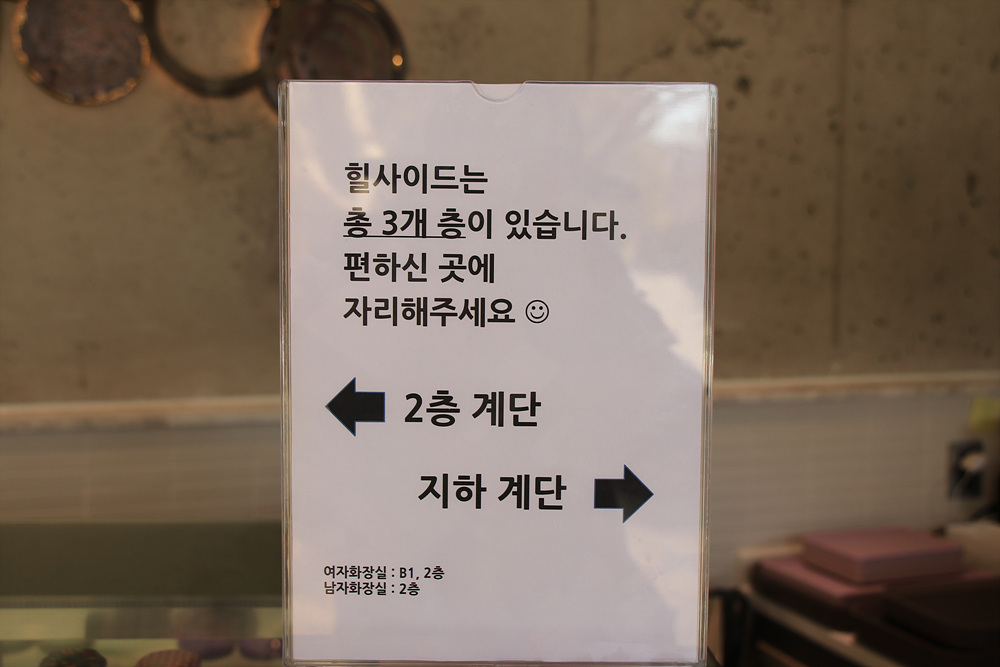 힐사이드는
총 3개 층이 있습니다.
편하신 곳에
자리해주세요 ☺
2층 계단
지하 계단
여자화장실 : B1, 2층
남자화장실 : 2층